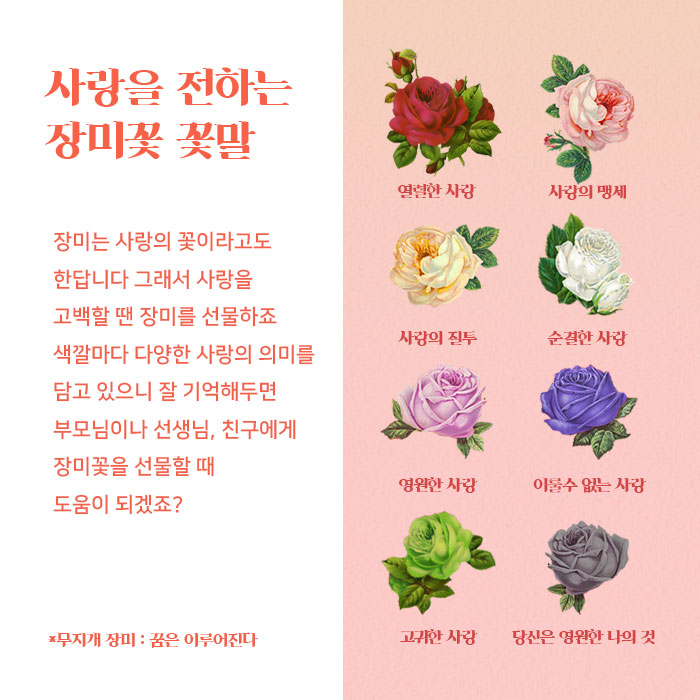 사랑을 전하는
장미꽃 꽃말
장미는 사랑의 꽃이라고도
한답니다 그래서 사랑을
고백할 땐 장미를 선물하죠
색깔마다 다양한 사랑의 의미를
담고 있으니 잘 기억해두면
부모님이나 선생님, 친구에게
장미꽃을 선물할 때
도움이 되겠죠?
*무지개 장미 : 꿈은 이루어진다
열렬한 사랑
사랑의 맹세
사랑의 질투
순결한 사랑
영원한 사랑
이룰수 없는 사랑
고귀한 사랑
당신은 영원한 나의 것